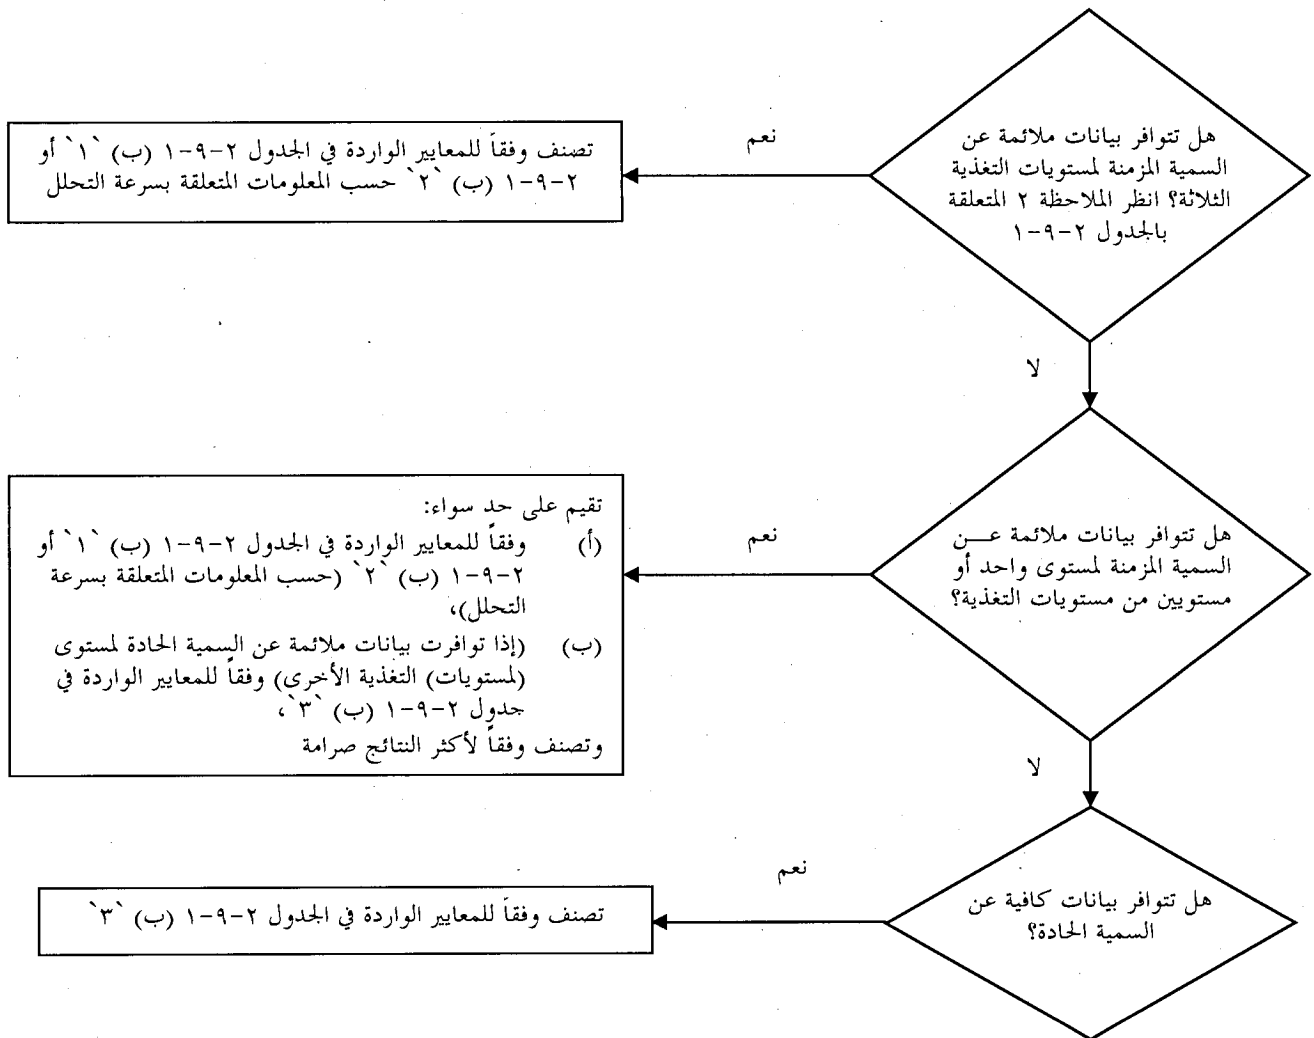 هل تتوافر بيانات ملائمة عن
السمية المزمنة لمستويات التغذية
الثلاثة؟ انظر الملاحظة ٢ المتعلقة
بالجدول ٢-٩-١
نعم
تصنف وفقاً للمعايير الواردة في الجدول ٢-٩-١ (ب) `١` أو
٢-٩-١ (ب) `٢` حسب المعلومات المتعلقة بسرعة التحلل
لا
هل تتوافر بيانات ملائمة عـــن
السمية المزمنة لمستوى واحد أو
مستويين من مستويات التغذية؟
نعم
تقيم على حد سواء:
(أ) وفقاً للمعايير الواردة في الجدول ٢-٩-١ (ب) `١` أو
٢-٩-١ (ب) `٢` (حسب المعلومات المتعلقة بسرعة
التحلل)،
(ب) (إذا توافرت بيانات ملائمة عن السمية الحادة لمستوى
(لمستويات) التغذية الأخرى) وفقاً للمعايير الواردة في
جدول ٢-٩-١ (ب) `٣`،
وتصنف وفقاً لأكثر النتائج صرامة
لا
هل تتوافر بيانات كافية عن
السمية الحادة؟
نعم
تصنف وفقاً للمعايير الواردة في الجدول ٢-٩-١ (ب) `٣`